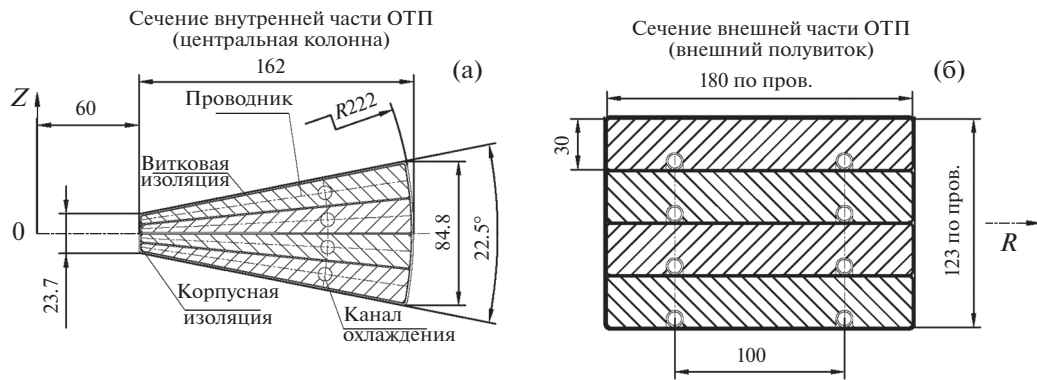 Сечение внутренней части ОТП
(центральная колонна)
162
(а)
Z
60
Проводник
R222
Витковая
изоляция
0
23.7
84.8
22.5°
Корпусная
изоляция
Канал
охлаждения
Сечение внешней части ОТП
(внешний полувиток)
180 по пров.
(б)
30
123 по пров.
R
100